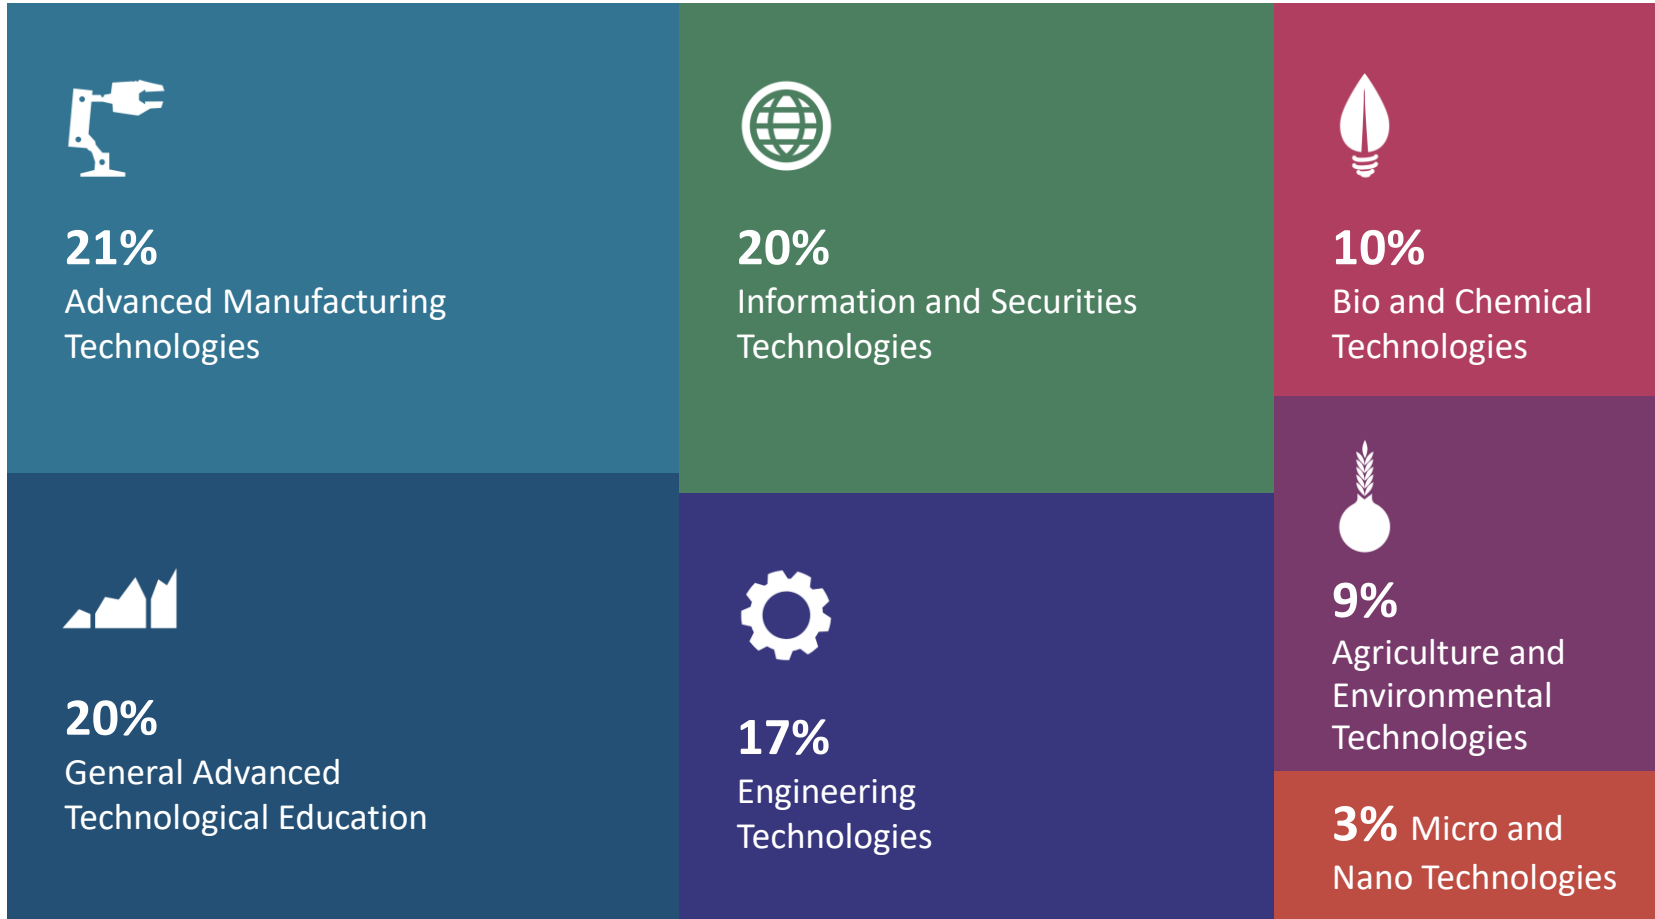 21%
Advanced Manufacturing
Technologies
20%
General Advanced
Technological Education
20%
Information and Securities
Technologies
17%
Engineering
Technologies
10%
Bio and Chemical
Technologies
9%
Agriculture and
Environmental
Technologies
3% Micro and
Nano Technologies